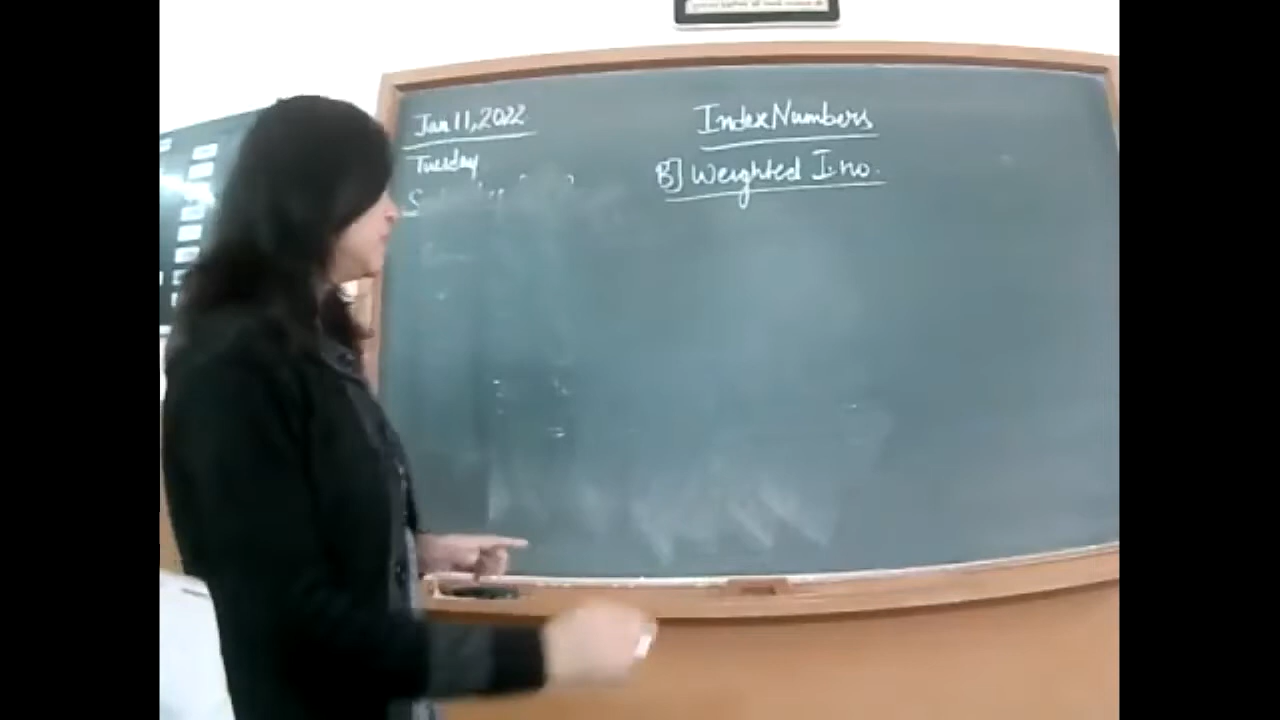 Jan 11, 2022
Tuesday
Index Numbers
B] Weighted I.no.